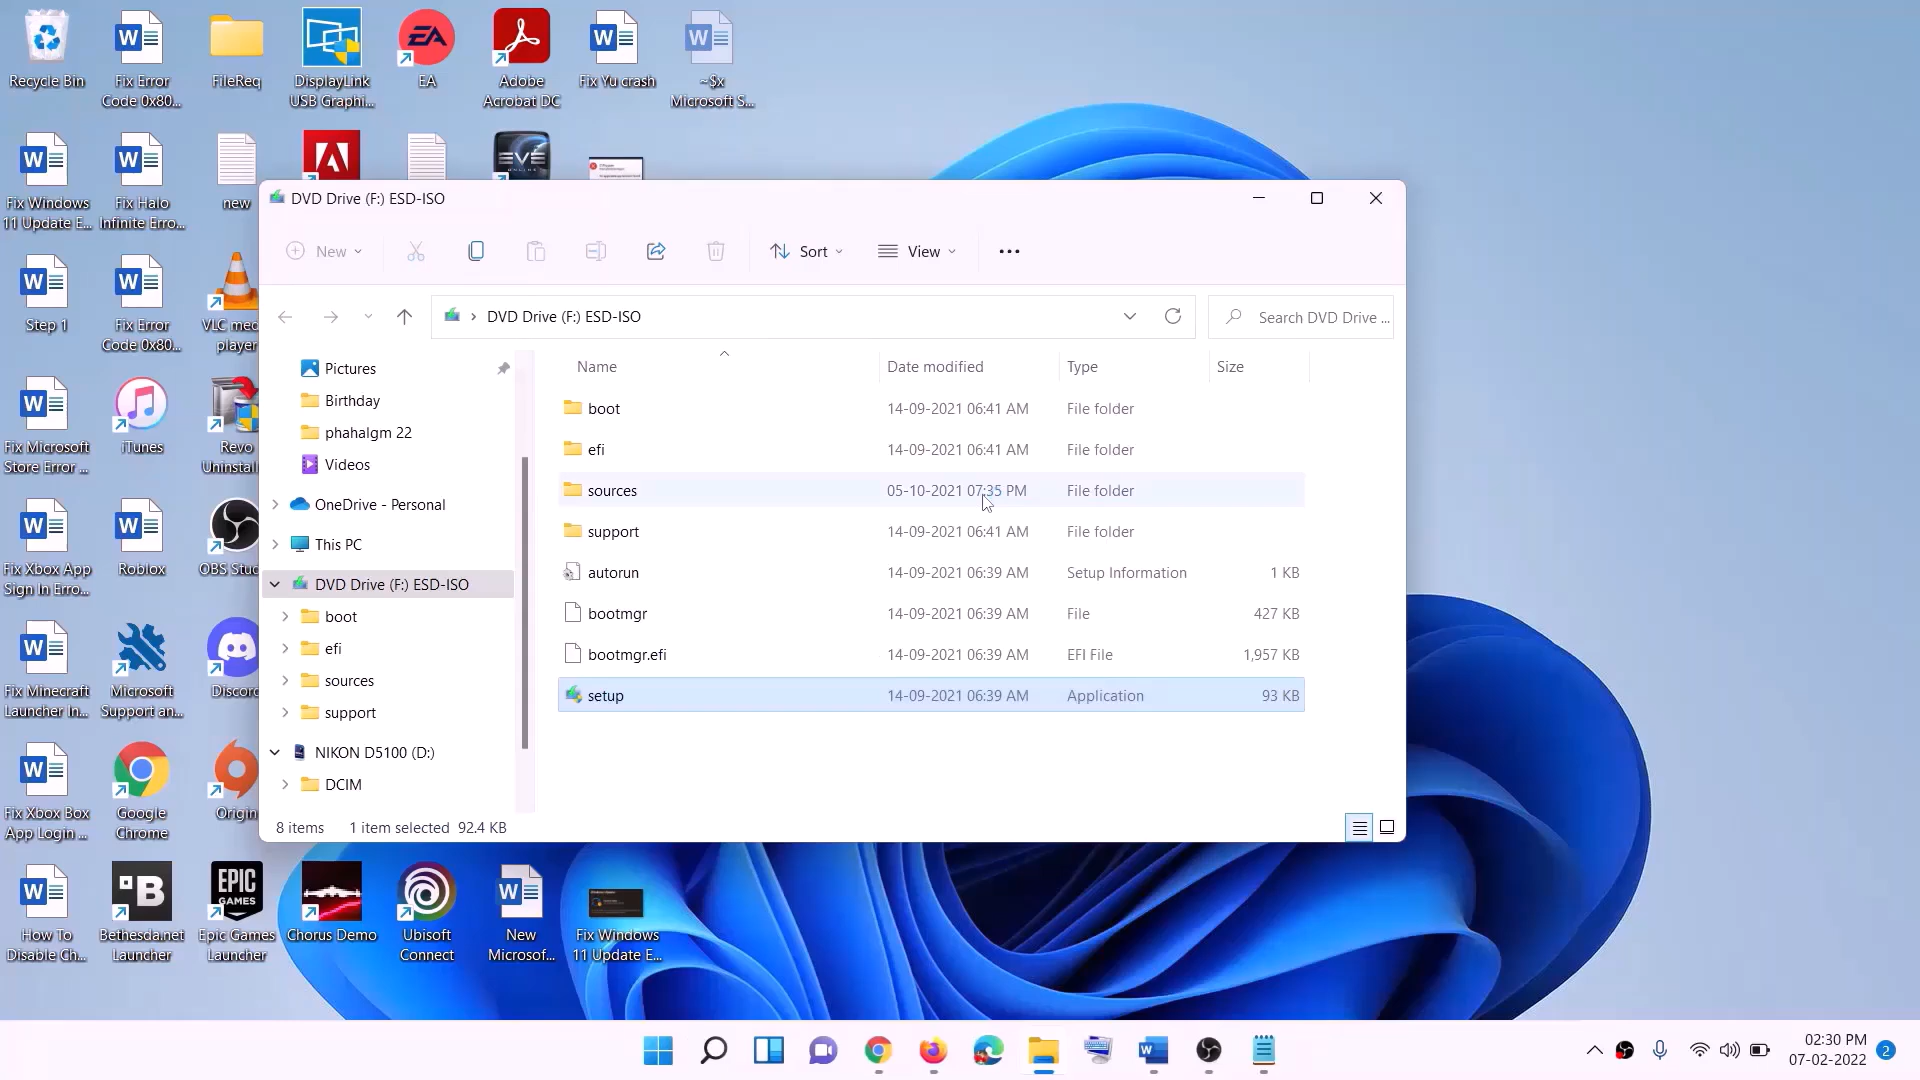 Recycle Bin
Fix Error
Code 0x80...
FileReq
DisplayLink
USB Graphi...
EA
Adobe
Acrobat DC
Fix Yu crash
~$x
Microsoft S...
Fix Windows
11 Update E...
Fix Halo
Infinite Erro...
new
EVE
ONLINE
Step 1
Fix Error
Code 0x80...
VLC med
player
Fix Microsoft
Store Error ...
iTunes
Revo
Uninstall
Fix Xbox App
Sign In Erro...
Roblox
OBS Stud
Fix Minecraft
Launcher In...
Microsoft
Support an...
Discord
Fix Xbox Box
App Login ...
Google
Chrome
Origin
How To
Disable Ch...
Bethesda.net
Launcher
EPIC
GAMES
Epic Games
Launcher
Chorus Demo
Ubisoft
Connect
New
Microsof...
Fix Windows
11 Update E...
DVD Drive (F:) ESD-ISO
New
Sort
View
DVD Drive (F:) ESD-ISO
Search DVD Drive ...
Pictures
Birthday
phahalgm 22
Videos
OneDrive - Personal
This PC
DVD Drive (F:) ESD-ISO
boot
efi
sources
support
NIKON D5100 (D:)
DCIM
Name Date modified Type Size
boot 14-09-2021 06:41 AM File folder
efi 14-09-2021 06:41 AM File folder
sources 05-10-2021 07:35 PM File folder
support 14-09-2021 06:41 AM File folder
autorun 14-09-2021 06:39 AM Setup Information 1 KB
bootmgr 14-09-2021 06:39 AM File 427 KB
bootmgr.efi 14-09-2021 06:39 AM EFI File 1,957 KB
setup 14-09-2021 06:39 AM Application 93 KB
8 items 1 item selected 92.4 KB
02:30 PM
07-02-2022
2